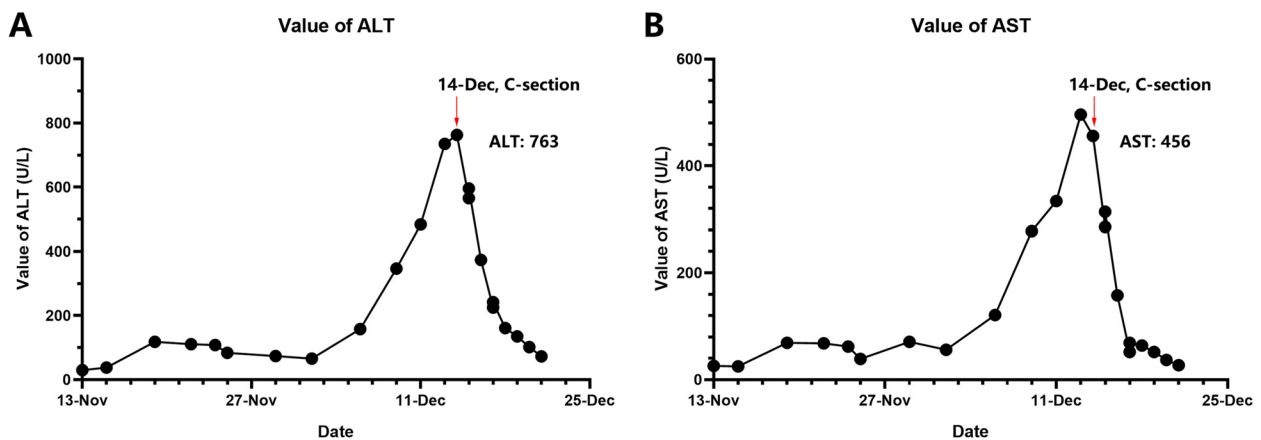 A
Value of ALT
1000
800
600
400
200
0
Value of ALT (U/L)
14-Dec, C-section
ALT: 763
13-Nov 27-Nov 11-Dec 25-Dec
Date
B
Value of AST
600
400
200
0
Value of AST (U/L)
14-Dec, C-section
AST: 456
13-Nov 27-Nov 11-Dec 25-Dec
Date